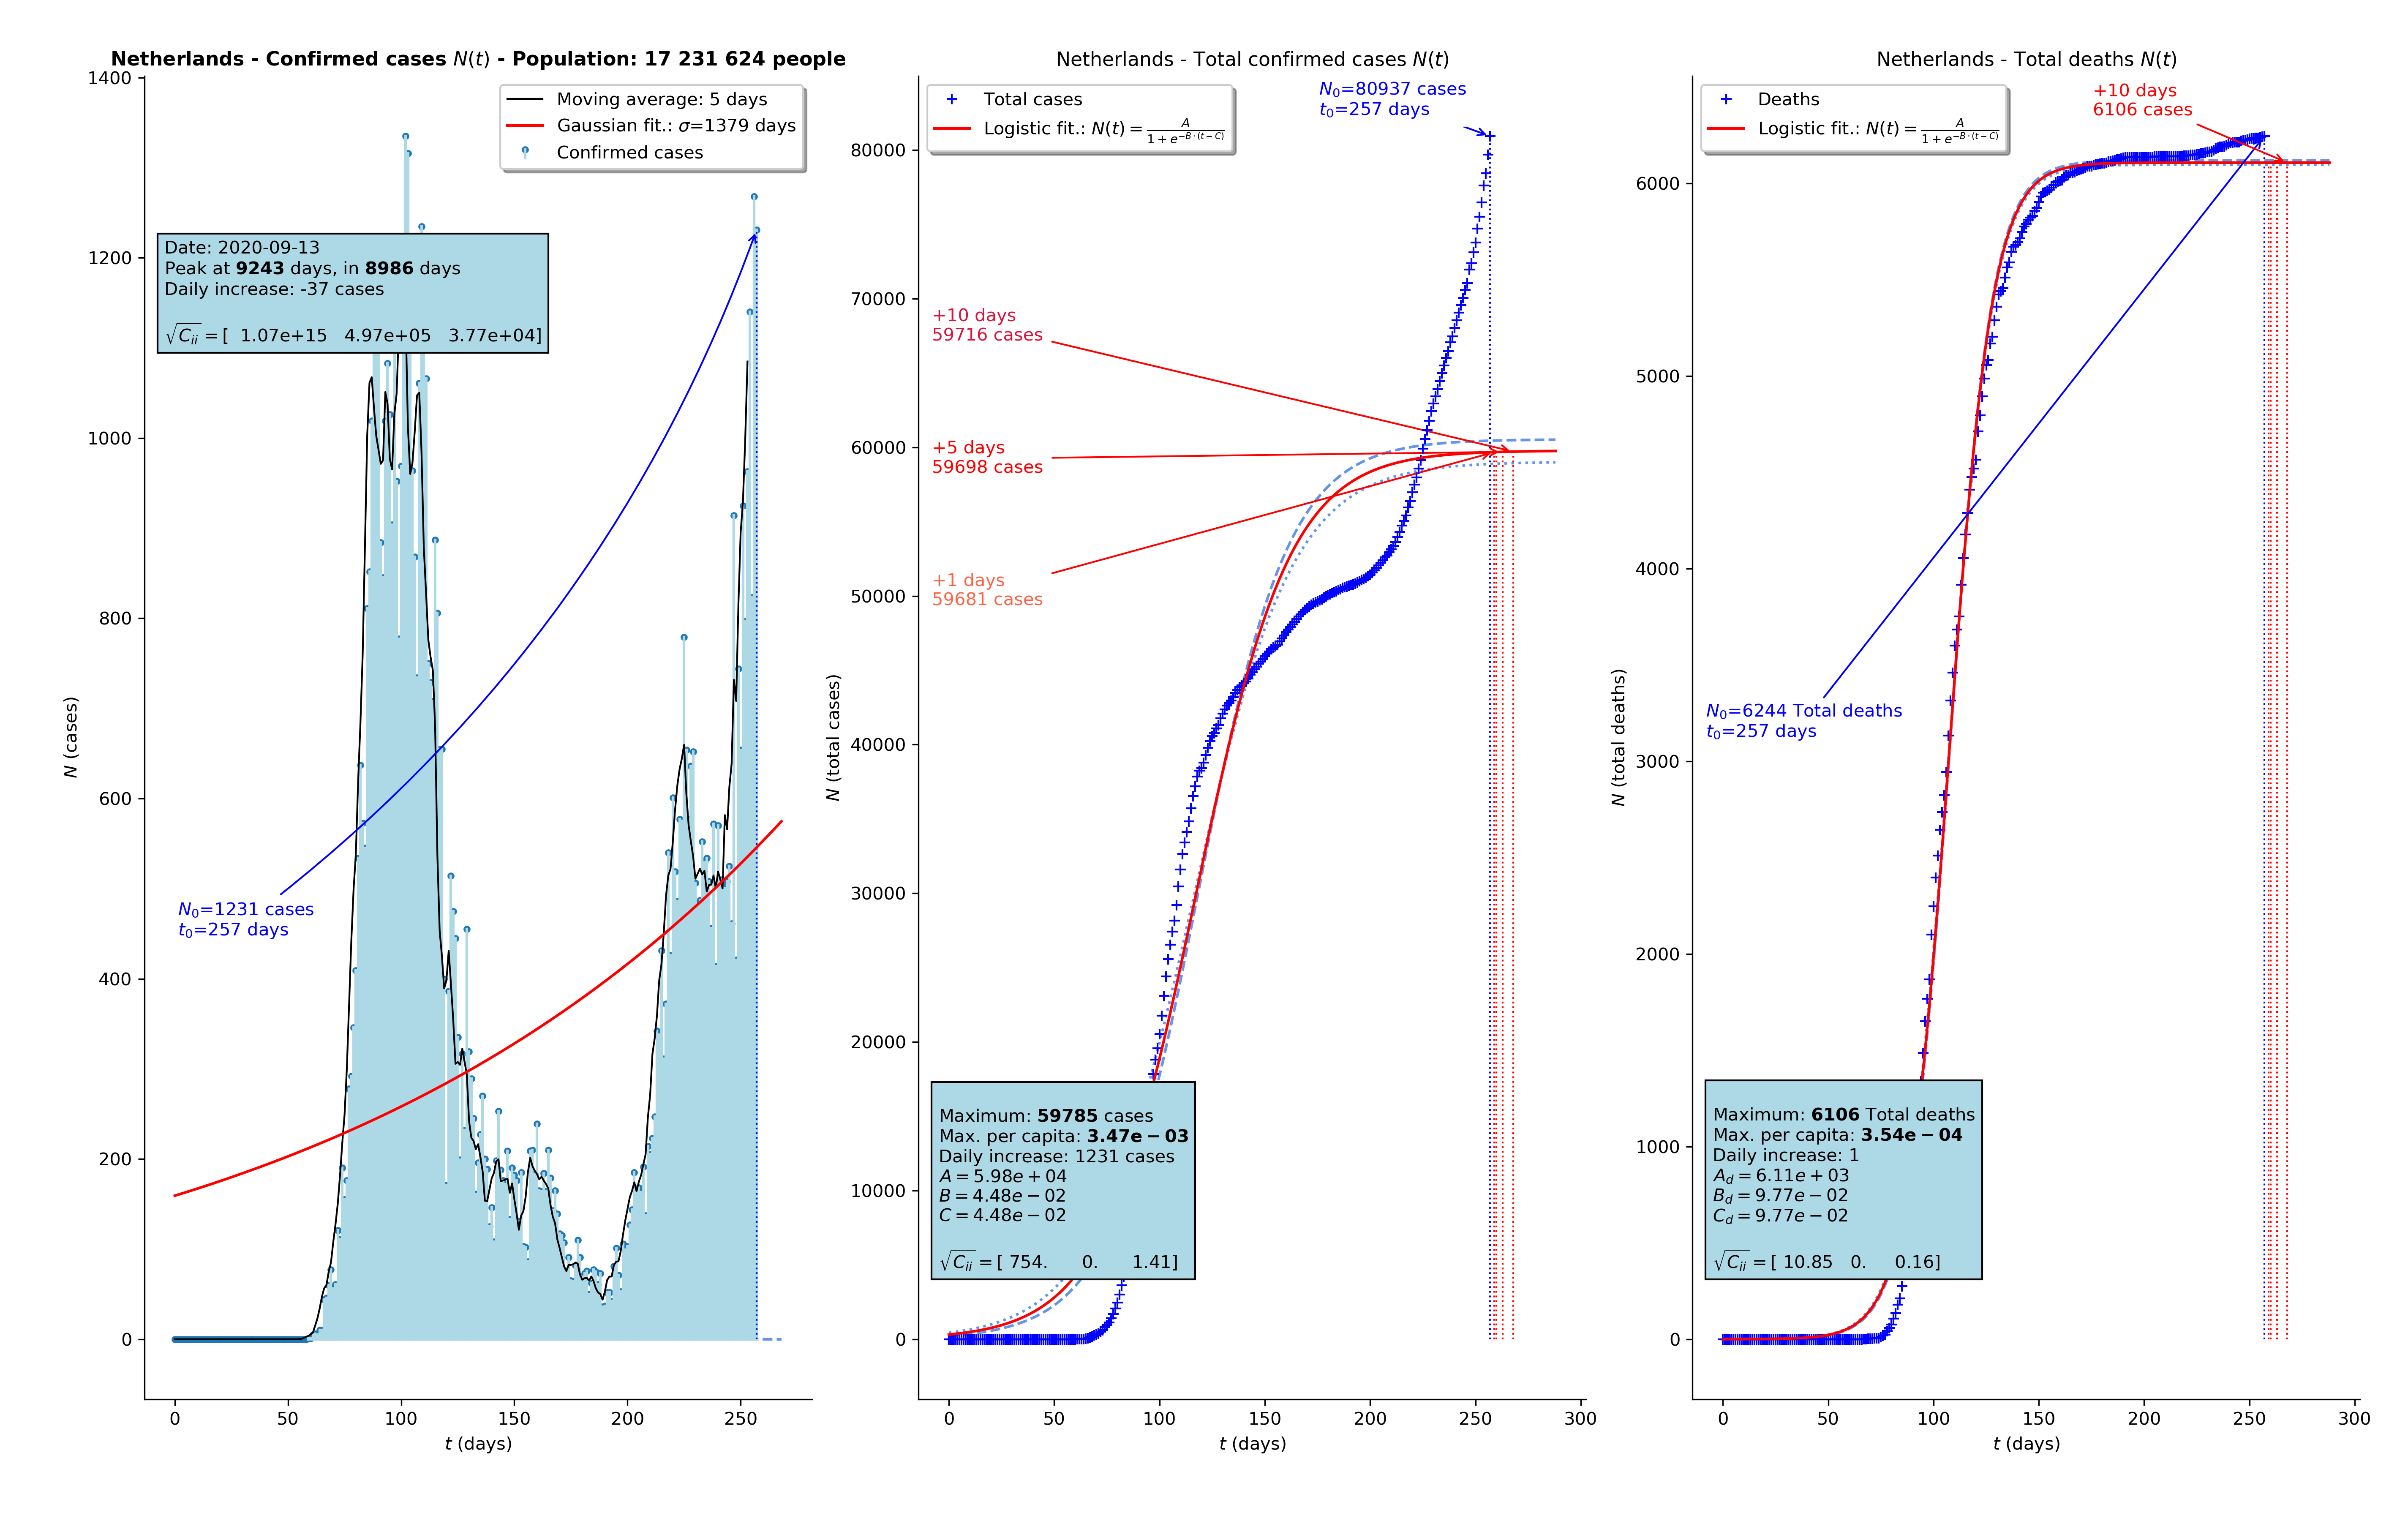 Netherlands - Confirmed cases N(t) - Population: 17 231 624 people
Moving average: 5 days
Gaussian fit.: σ=1379 days
Confirmed cases
Date: 2020-09-13
Peak at 9243 days, in 8986 days
Daily increase: -37 cases
√C_ii = [ 1.07e+15 4.97e+05 3.77e+04]
N₀=1231 cases
t₀=257 days
N (cases)
1400
1200
1000
800
600
400
200
0
0 50 100 150 200 250
t (days)
Netherlands - Total confirmed cases N(t)
Total cases
Logistic fit.: N(t) = A / (1 + e^{-B·(t-C)})
N₀=80937 cases
t₀=257 days
+10 days
59716 cases
+5 days
59698 cases
+1 days
59681 cases
Maximum: 59785 cases
Max. per capita: 3.47e − 03
Daily increase: 1231 cases
A = 5.98e + 04
B = 4.48e − 02
C = 4.48e − 02
√C_ii = [ 754. 0. 1.41]
N (total cases)
80000
70000
60000
50000
40000
30000
20000
10000
0
0 50 100 150 200 250 300
t (days)
Netherlands - Total deaths N(t)
Deaths
Logistic fit.: N(t) = A / (1 + e^{-B·(t-C)})
+10 days
6106 cases
N₀=6244 Total deaths
t₀=257 days
Maximum: 6106 Total deaths
Max. per capita: 3.54e − 04
Daily increase: 1
A_d = 6.11e + 03
B_d = 9.77e − 02
C_d = 9.77e − 02
√C_ii = [ 10.85 0. 0.16]
N (total deaths)
6000
5000
4000
3000
2000
1000
0
0 50 100 150 200 250 300
t (days)